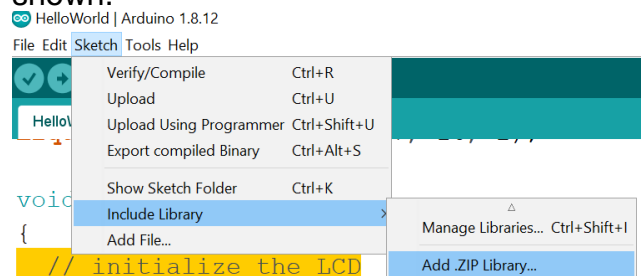 shown.
HelloWorld | Arduino 1.8.12
File Edit Sketch Tools Help
Verify/Compile Ctrl+R
Upload Ctrl+U
Upload Using Programmer Ctrl+Shift+U
Export compiled Binary Ctrl+Alt+S
Show Sketch Folder Ctrl+K
void
Include Library >
Manage Libraries... Ctrl+Shift+I
{
Add File...
Add .ZIP Library...
// initialize the LCD